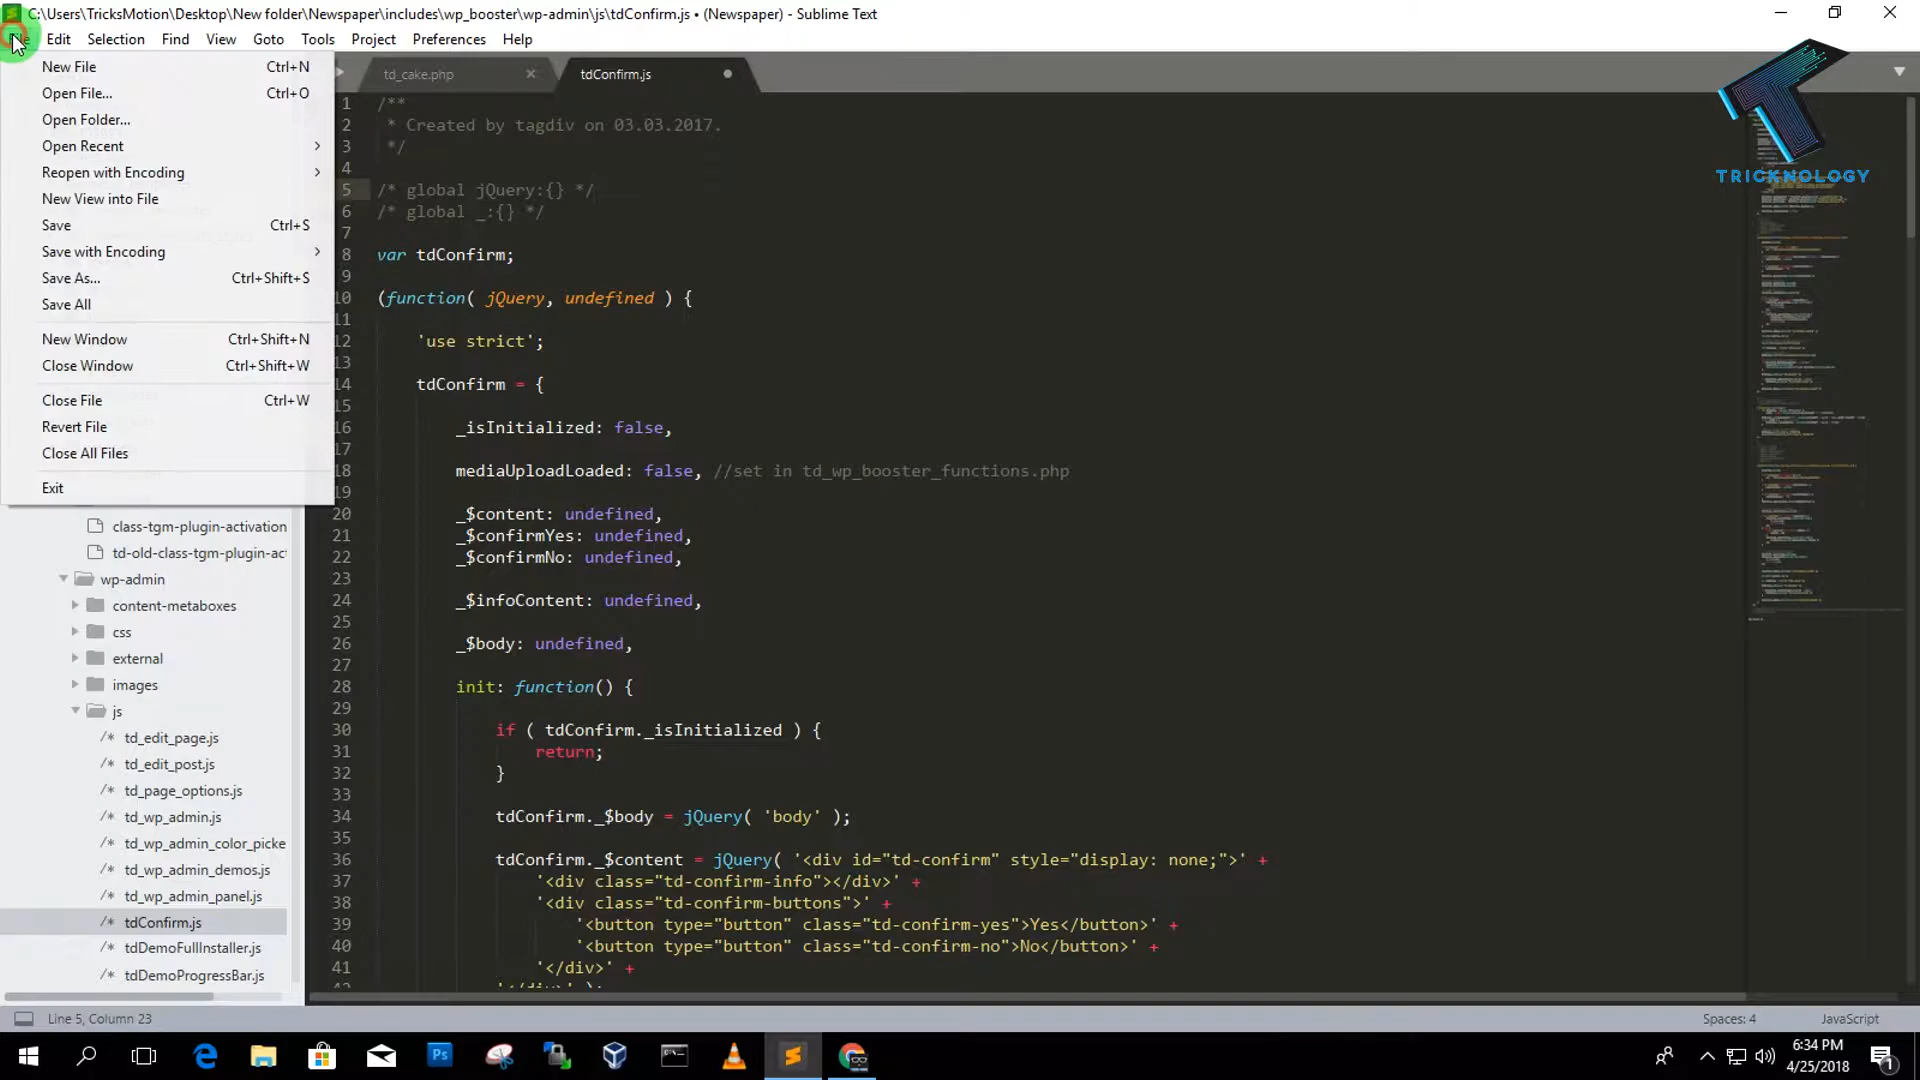 C:\Users\TricksMotion\Desktop\New folder\Newspaper\includes\wp_booster\wp-admin\js\tdConfirm.js • (Newspaper) - Sublime Text
Edit Selection Find View Goto Tools Project Preferences Help
New File Ctrl+N
Open File... Ctrl+O
Open Folder...
Open Recent
Reopen with Encoding
New View into File
Save Ctrl+S
Save with Encoding
Save As... Ctrl+Shift+S
Save All
New Window Ctrl+Shift+N
Close Window Ctrl+Shift+W
Close File Ctrl+W
Revert File
Close All Files
Exit
class-tgm-plugin-activation
td-old-class-tgm-plugin-act
wp-admin
content-metaboxes
css
external
images
js
/* td_edit_page.js
/* td_edit_post.js
/* td_page_options.js
/* td_wp_admin.js
/* td_wp_admin_color_picke
/* td_wp_admin_demos.js
/* td_wp_admin_panel.js
/* tdConfirm.js
/* tdDemoFullInstaller.js
/* tdDemoProgressBar.js
td_cake.php
tdConfirm.js
1 /**
2 * Created by tagdiv on 03.03.2017.
3 */
4
5 /* global jQuery:{} */
6 /* global _:{} */
7
8 var tdConfirm;
9
10 (function( jQuery, undefined ) {
11
12 'use strict';
13
14 tdConfirm = {
15
16 _isInitialized: false,
17
18 mediaUploadLoaded: false, //set in td_wp_booster_functions.php
19
20 _$content: undefined,
21 _$confirmYes: undefined,
22 _$confirmNo: undefined,
23
24 _$infoContent: undefined,
25
26 _$body: undefined,
27
28 init: function() {
29
30 if ( tdConfirm._isInitialized ) {
31 return;
32 }
33
34 tdConfirm._$body = jQuery( 'body' );
35
36 tdConfirm._$content = jQuery( '<div id="td-confirm" style="display: none;">' +
37 '<div class="td-confirm-info"></div>' +
38 '<div class="td-confirm-buttons">' +
39 '<button type="button" class="td-confirm-yes">Yes</button>' +
40 '<button type="button" class="td-confirm-no">No</button>' +
41 '</div>' +
TRICKNOLOGY
Line 5, Column 23
Spaces: 4
JavaScript
Ps
6:34 PM
4/25/2018
1